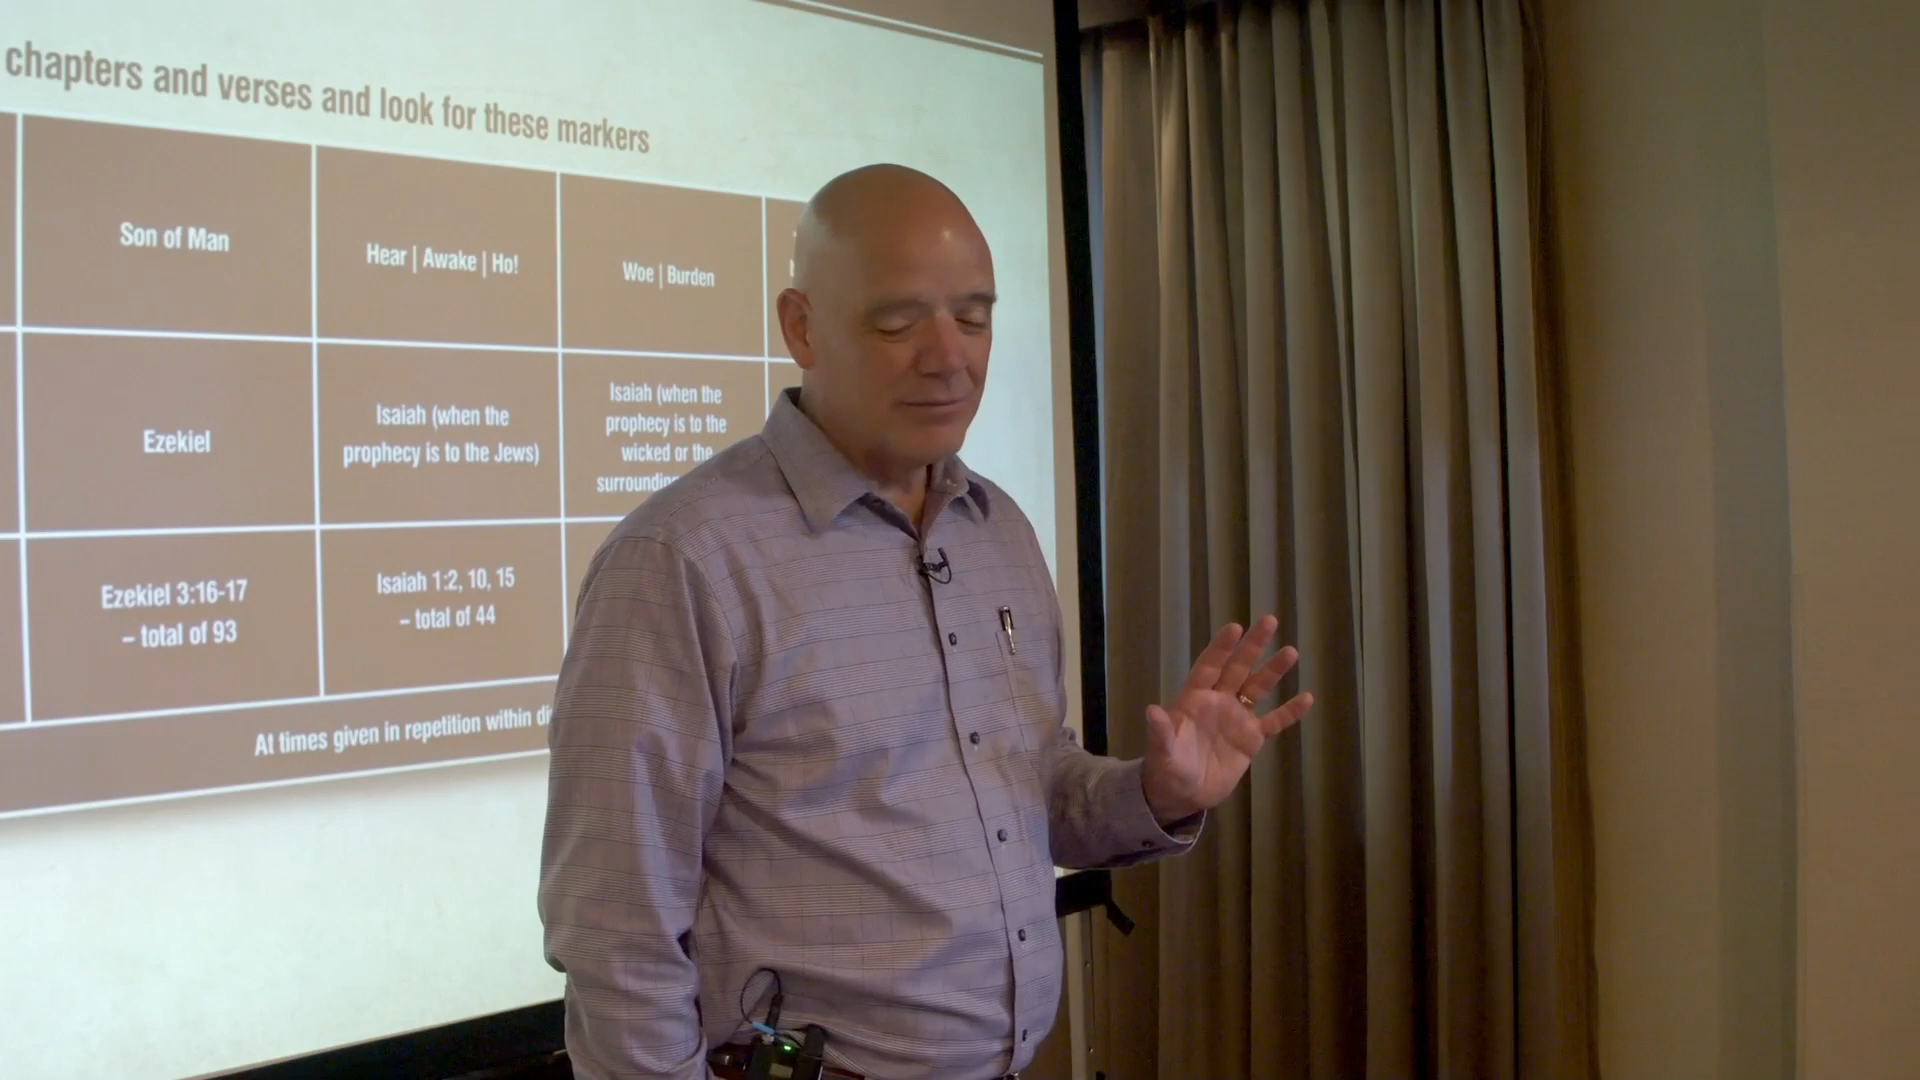 chapters and verses and look for these markers
Son of Man
Hear | Awake | Ho!
Woe | Burden
Ezekiel
Isaiah (when the
prophecy is to the Jews)
Isaiah (when the
prophecy is to the
wicked or the
Ezekiel 3:16-17
– total of 93
Isaiah 1:2, 10, 15
– total of 44
At times given in repetition within